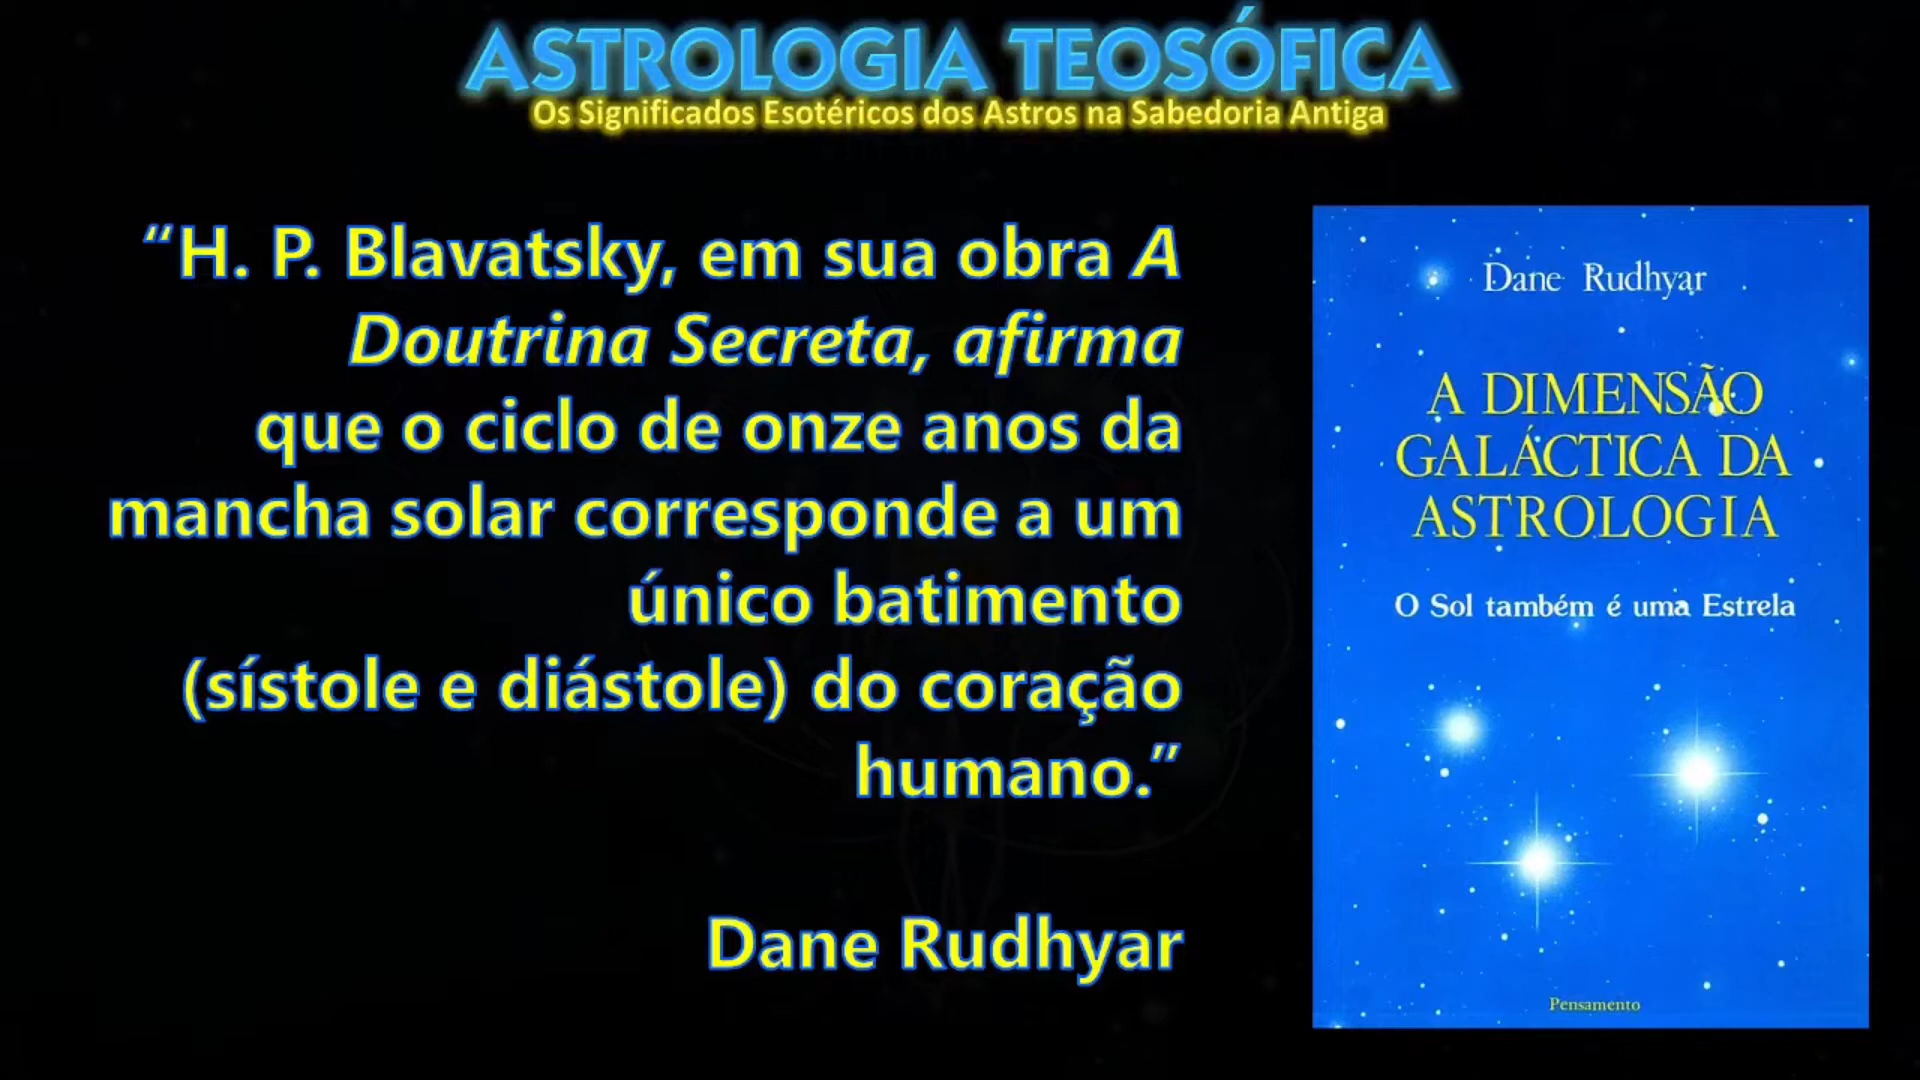 ASTROLOGIA TEOSÓFICA
Os Significados Esotéricos dos Astros na Sabedoria Antiga
“H. P. Blavatsky, em sua obra A
Doutrina Secreta, afirma
que o ciclo de onze anos da
mancha solar corresponde a um
único batimento
(sístole e diástole) do coração
humano.”
Dane Rudhyar
Dane Rudhyar
A DIMENSÃO
GALÁCTICA DA
ASTROLOGIA
O Sol também é uma Estrela
Pensamento